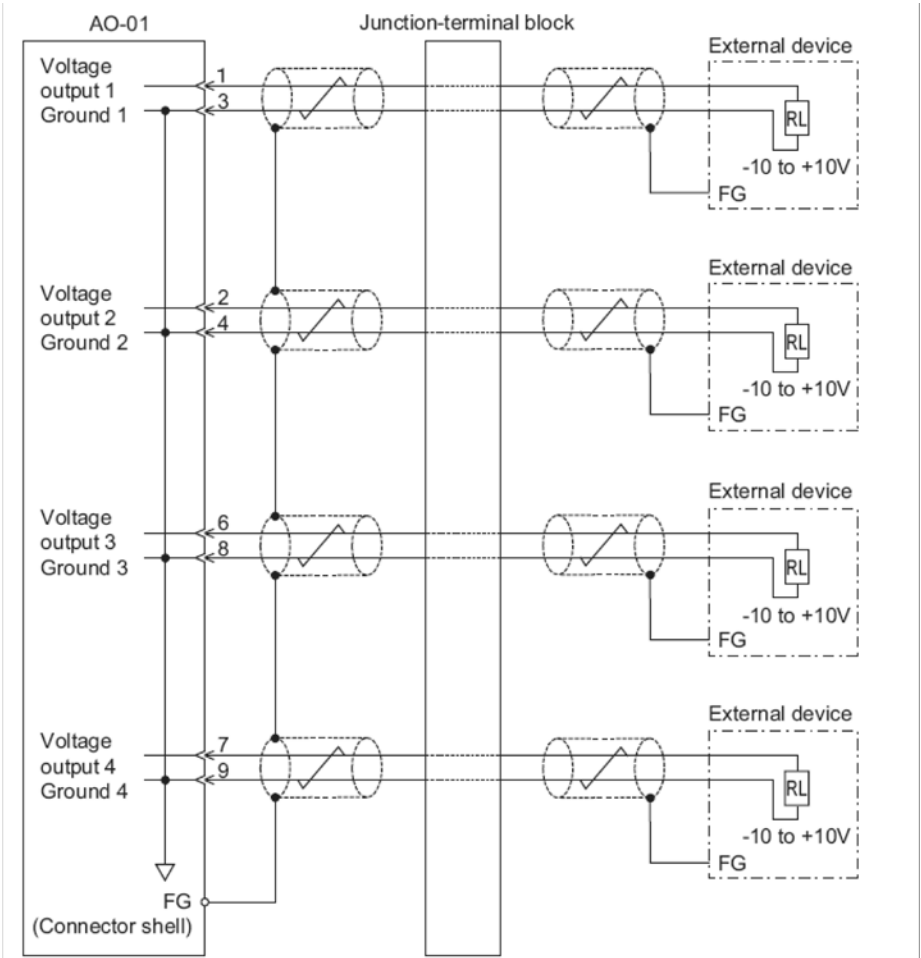 AO-01
Junction-terminal block
External device
Voltage
output 1
Ground 1
1
3
RL
-10 to +10V
FG
External device
Voltage
output 2
Ground 2
2
4
RL
-10 to +10V
FG
External device
Voltage
output 3
Ground 3
6
8
RL
-10 to +10V
FG
External device
Voltage
output 4
Ground 4
7
9
RL
-10 to +10V
FG
FG
(Connector shell)